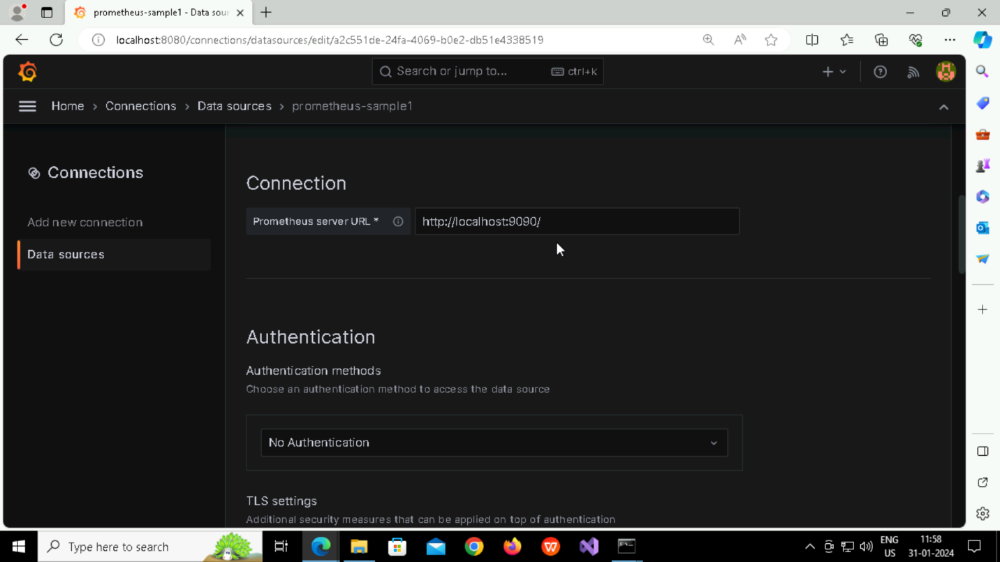 prometheus-sample1 - Data sour
localhost:8080/connections/datasources/edit/a2c551de-24fa-4069-b0e2-db51e4338519
Search or jump to...
ctrl+k
Home > Connections > Data sources > prometheus-sample1
Connections
Add new connection
Data sources
Connection
Prometheus server URL *
http://localhost:9090/
Authentication
Authentication methods
Choose an authentication method to access the data source
No Authentication
TLS settings
Additional security measures that can be applied on top of authentication
Type here to search
ENG
US
11:58
31-01-2024